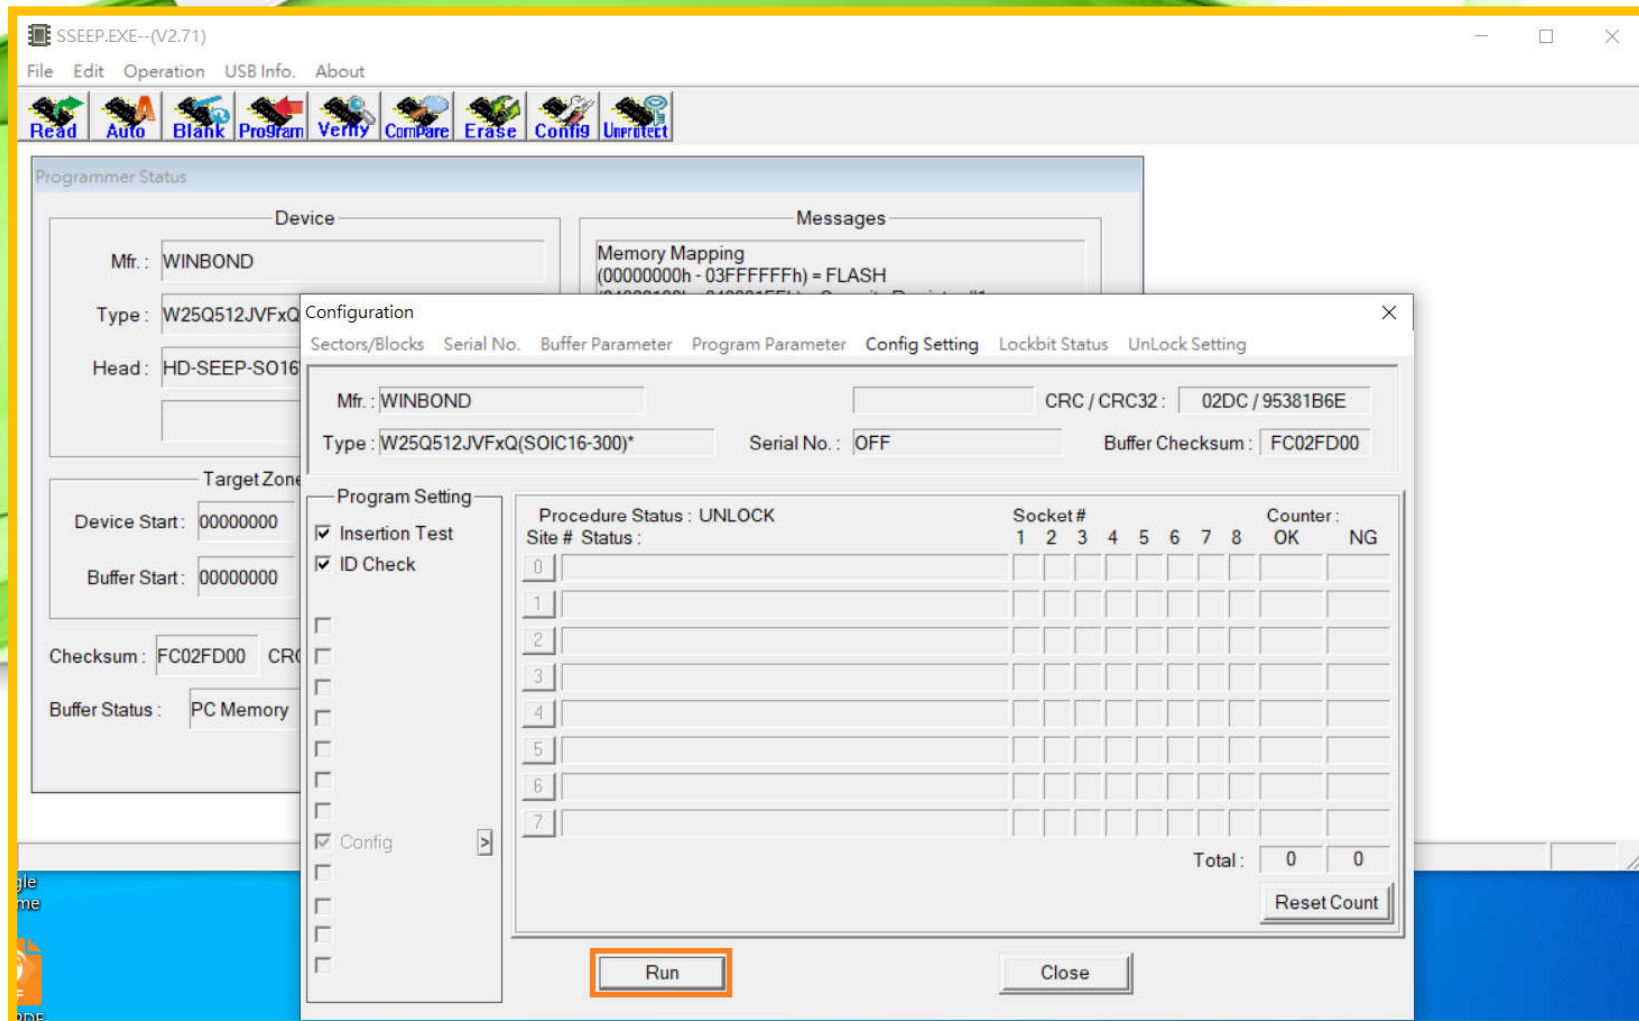 SSEEP.EXE--(V2.71)
File Edit Operation USB Info. About
Read Auto Blank Program Verify Compare Erase Config Unprotect
Programmer Status
Device
Mfr. : WINBOND
Type : W25Q512JVFxQ
Head : HD-SEEP-SO16
Messages
Memory Mapping
(00000000h - 03FFFFFFh) = FLASH
Target Zone
Device Start : 00000000
Buffer Start : 00000000
Checksum : FC02FD00
Buffer Status : PC Memory
Configuration
Sectors/Blocks Serial No. Buffer Parameter Program Parameter Config Setting Lockbit Status UnLock Setting
Mfr. : WINBOND CRC / CRC32 : 02DC / 95381B6E
Type : W25Q512JVFxQ(SOIC16-300)* Serial No. : OFF Buffer Checksum : FC02FD00
Program Setting
Insertion Test
ID Check
Config >
Procedure Status : UNLOCK Socket # Counter :
Site # Status : 1 2 3 4 5 6 7 8 OK NG
0
1
2
3
4
5
6
7
Total : 0 0
Reset Count
Run Close